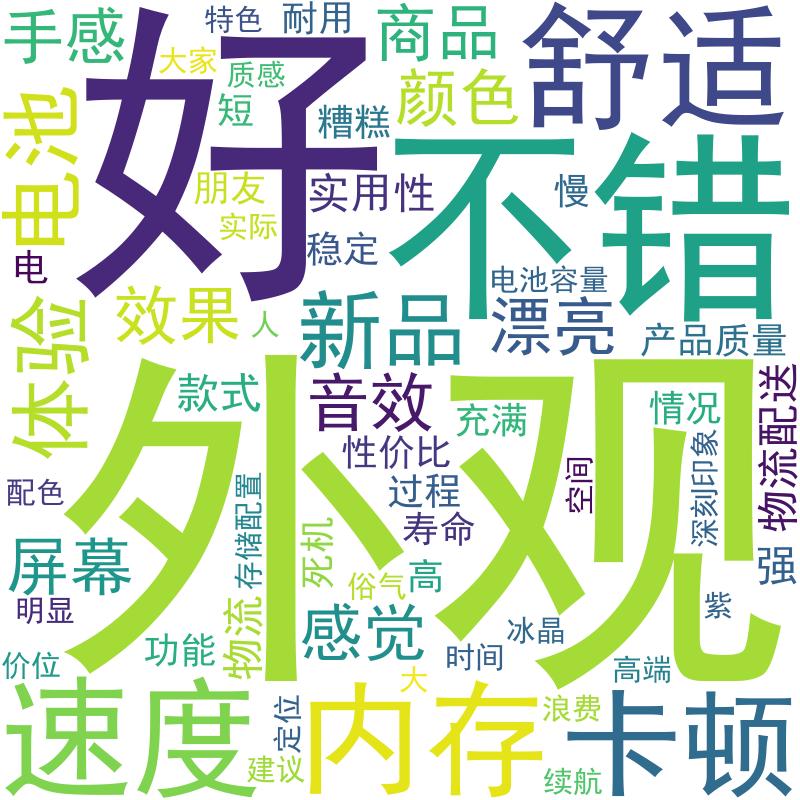 手感
特色
耐用
商品
舒适
大家
质感
好
短
糟糕
颜色
电池
朋友
实用性
不错
慢
实际
稳定
电
电池容量
体验
效果
人
新品
漂亮
产品质量
外观
款式
音效
充满
情况
物流配送
性价比
配色
存储配置
过程
空间
深刻印象
寿命
死机
屏幕
俗气
高
强
明显
物流
感觉
冰晶
紫
价位
功能
时间
高端
大
速度
定位
内存
浪费
卡顿
建议
续航